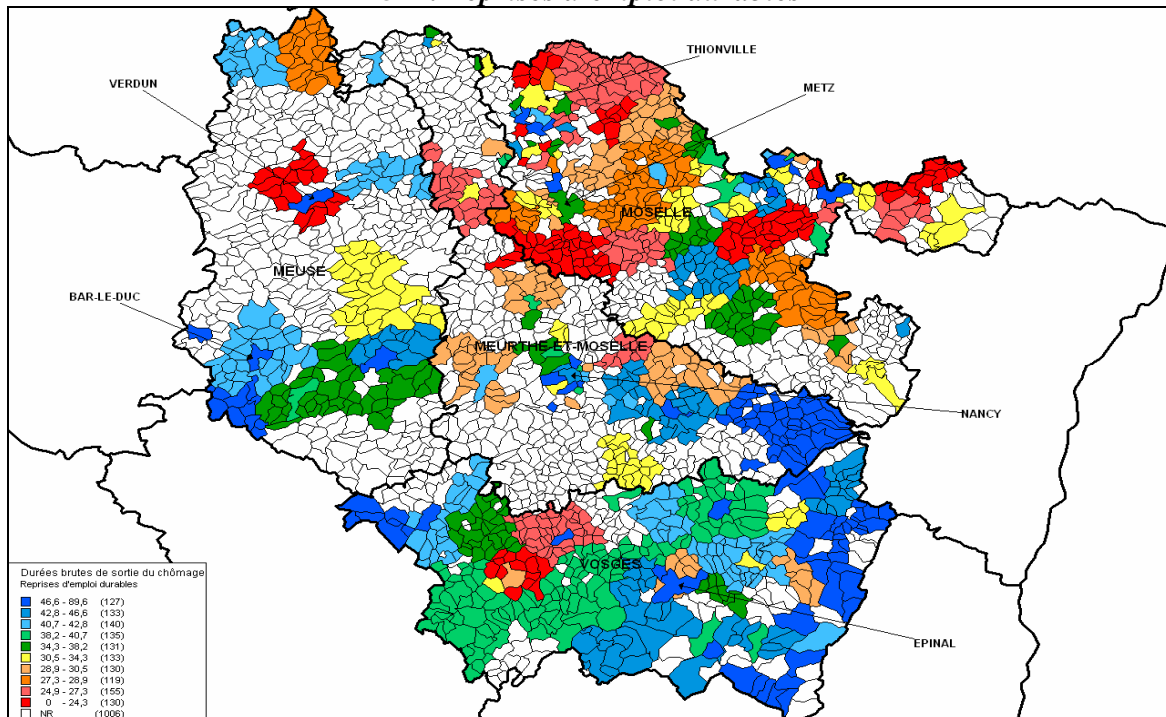 THIONVILLE
VERDUN
METZ
MOSELLE
MEUSE
BAR-LE-DUC
MEURTHE ET-MOSELLE
NANCY
VOSGES
EPINAL
Durées brutes de sortie du chômage
Reprises d'emploi durables
46,6 - 89,6 (127)
42,8 - 46,6 (133)
40,7 - 42,8 (140)
38,2 - 40,7 (135)
34,3 - 38,2 (131)
30,5 - 34,3 (133)
28,9 - 30,5 (130)
27,3 - 28,9 (119)
24,9 - 27,3 (155)
0 - 24,3 (130)
NR (1006)